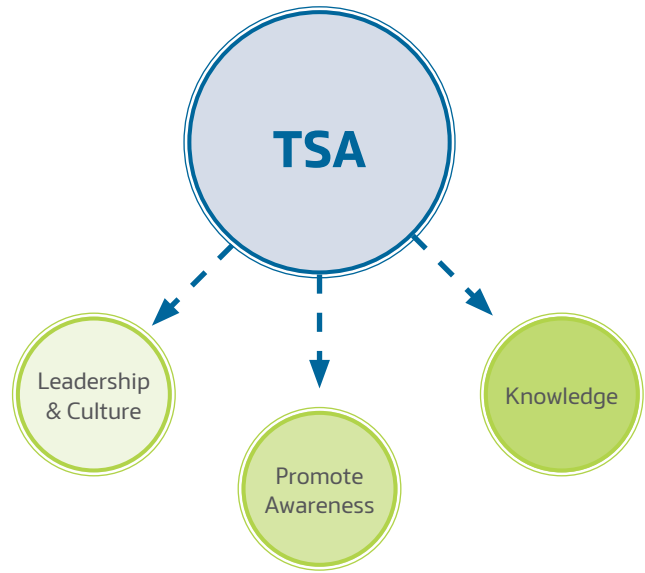 TSA
Leadership
& Culture
Promote
Awareness
Knowledge